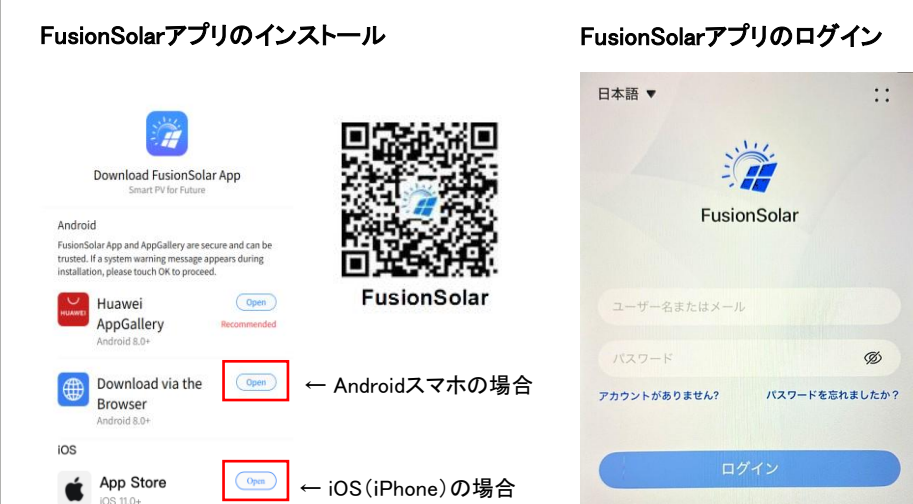 FusionSolarアプリのインストール
Download FusionSolar App
Smart PV for Future
Android
FusionSolar App and AppGallery are secure and can be
trusted. If a system warning message appears during
installation, please touch OK to proceed.
HUAWEI
Huawei
AppGallery
Android 8.0+
Open
Recommended
Download via the
Browser
Android 8.0+
Open
← Androidスマホの場合
iOS
App Store
iOS 11.0+
Open
← iOS（iPhone）の場合
FusionSolar
FusionSolarアプリのログイン
日本語 ▼
FusionSolar
ユーザー名またはメール
パスワード
アカウントがありません?
パスワードを忘れましたか？
ログイン